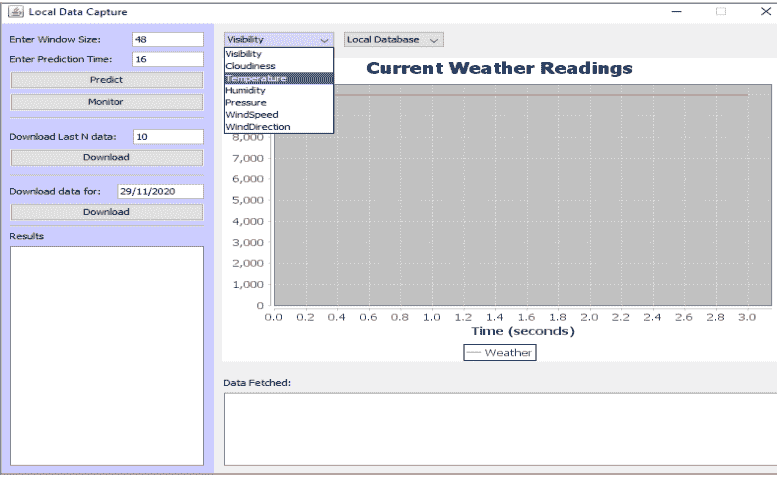 Local Data Capture
Enter Window Size: 48
Enter Prediction Time: 16
Predict
Monitor
Download Last N data: 10
Download
Download data for: 29/11/2020
Download
Results
Visibility
Local Database
Visibility
Cloudiness
Temperature
Humidity
Pressure
WindSpeed
WindDirection
Current Weather Readings
8,000
7,000
6,000
5,000
4,000
3,000
2,000
1,000
0
0.0 0.2 0.4 0.6 0.8 1.0 1.2 1.4 1.6 1.8 2.0 2.2 2.4 2.6 2.8 3.0
Time (seconds)
Weather
Data Fetched: